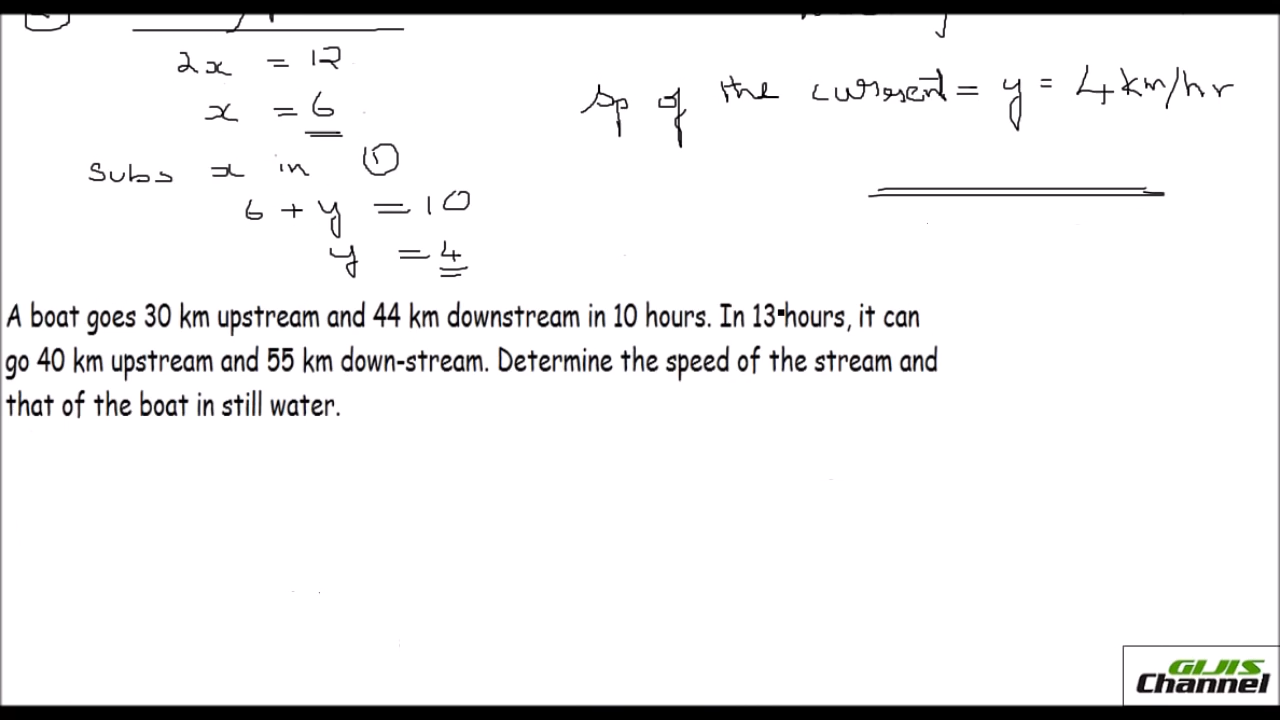 2x = 12
x = 6
Subs x in ①
6 + y = 10
y = 4
Sp of the current = y = 4 km/hr
A boat goes 30 km upstream and 44 km downstream in 10 hours. In 13 hours, it can
go 40 km upstream and 55 km down-stream. Determine the speed of the stream and
that of the boat in still water.
GIJIS
Channel